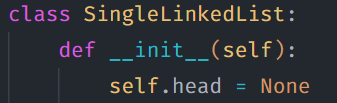 class SingleLinkedList:
    def __init__(self):
        self.head = None